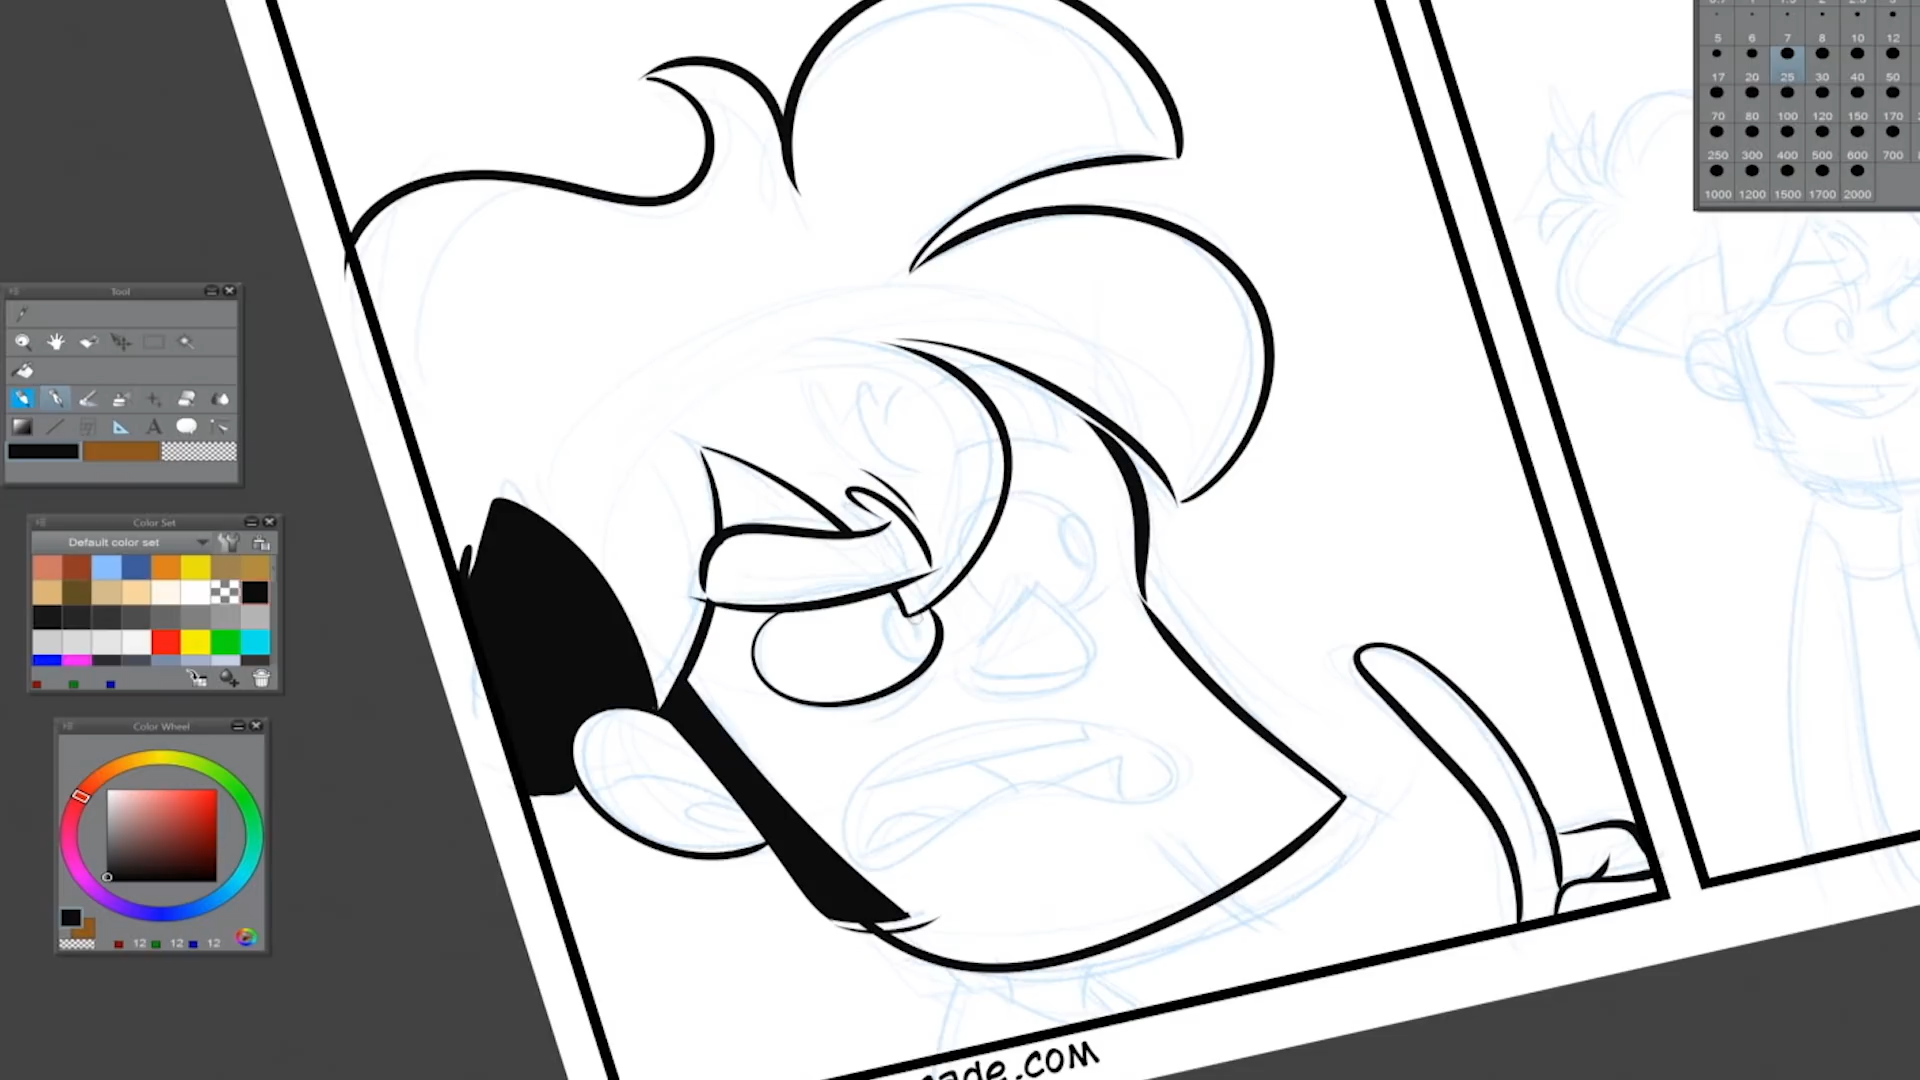 5 6 7 8 10 12
17 20 25 30 40 50
70 80 100 120 150 170
250 300 400 500 600 700
1000 1200 1500 1700 2000
Tool
A
Color Set
Default color set
Color Wheel
12 12 12
ade.com